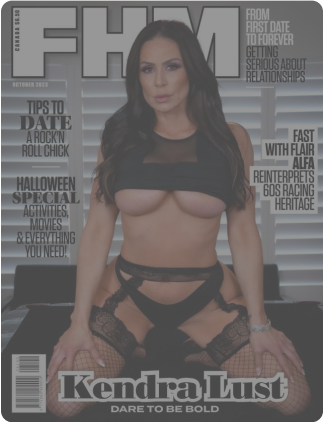 CANADA $6.50
FHM
OCTOBER 2023
FROM
FIRST DATE
TO FOREVER
GETTING
SERIOUS ABOUT
RELATIONSHIPS
TIPS TO
DATE
A ROCK'N
ROLL CHICK
HALLOWEEN
SPECIAL
ACTIVITIES,
MOVIES
& EVERYTHING
YOU NEED!
FAST
WITH FLAIR
ALFA
REINTERPRETS
60S RACING
HERITAGE
Kendra Lust
DARE TO BE BOLD